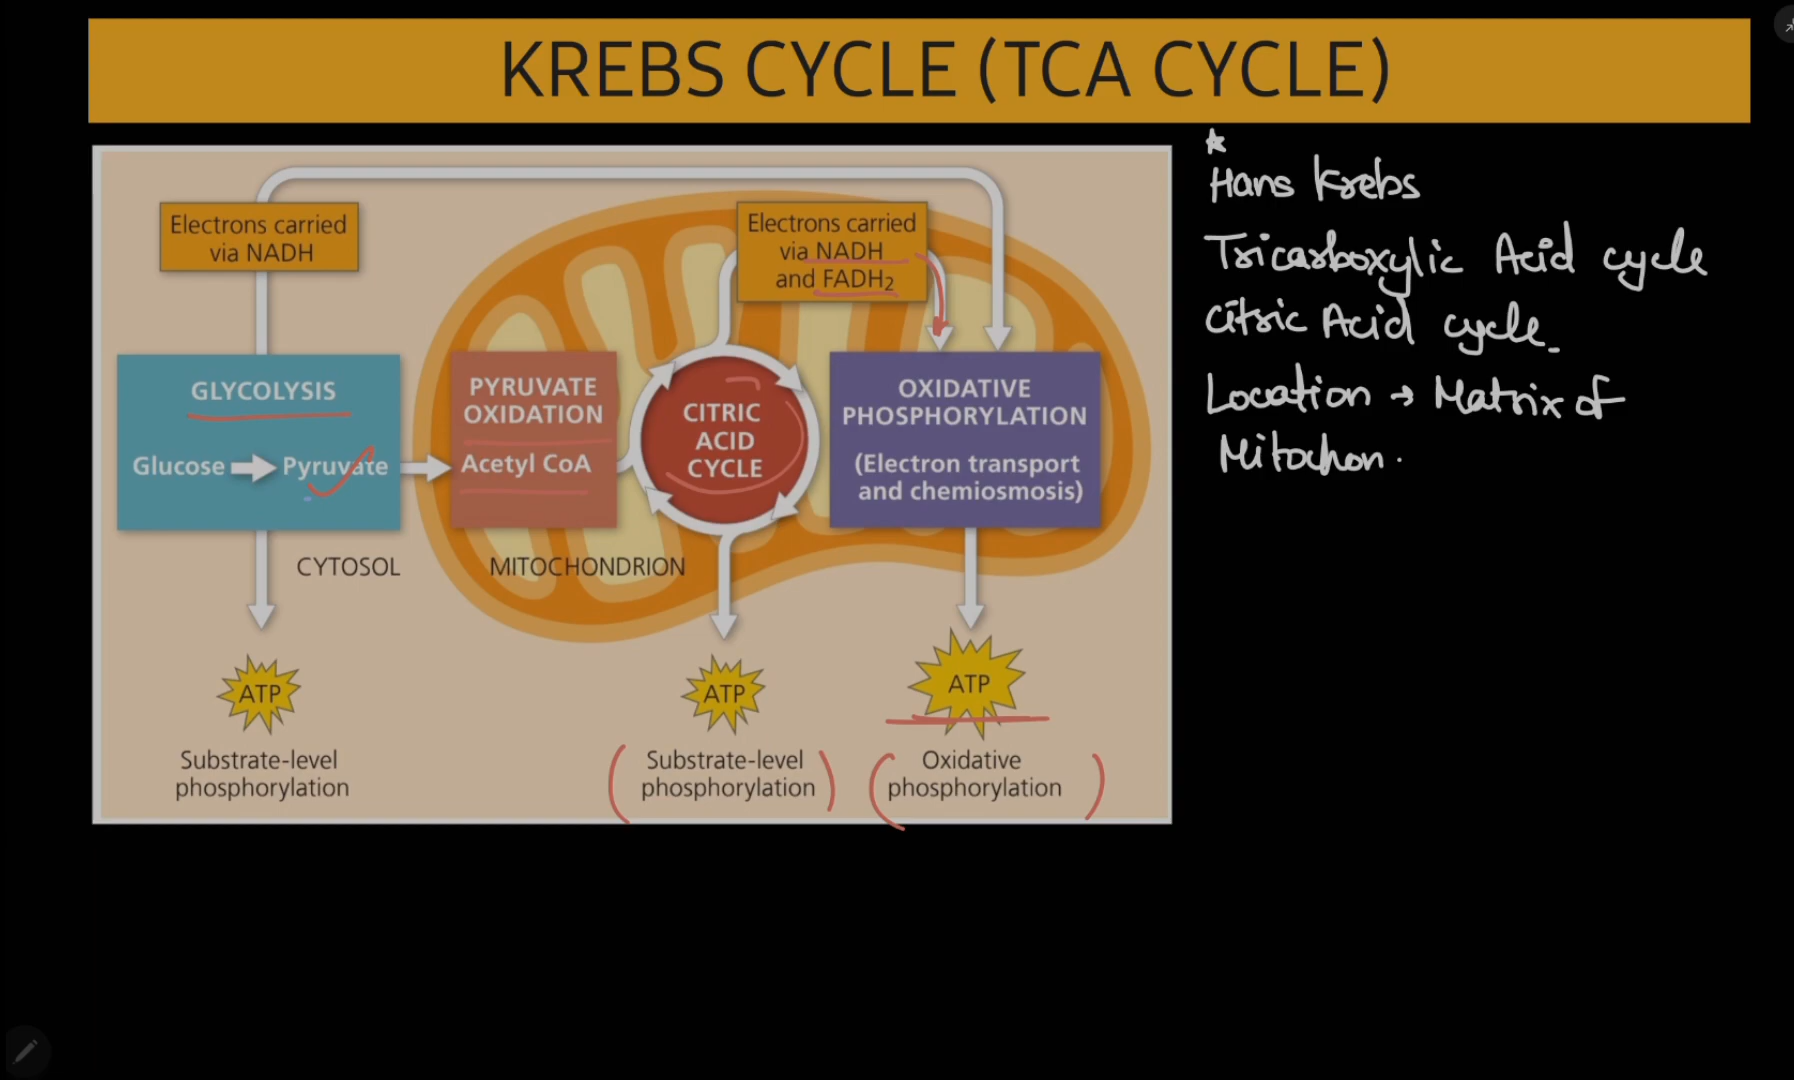 KREBS CYCLE (TCA CYCLE)
Electrons carried
via NADH
Electrons carried
via NADH
and FADH2
GLYCOLYSIS
Glucose Pyruvate
PYRUVATE
OXIDATION
Acetyl CoA
CITRIC
ACID
CYCLE
OXIDATIVE
PHOSPHORYLATION
(Electron transport
and chemiosmosis)
CYTOSOL
MITOCHONDRION
ATP
ATP
ATP
Substrate-level
phosphorylation
Substrate-level
phosphorylation
Oxidative
phosphorylation
Hans Krebs
Tricarboxylic Acid cycle
Citric Acid cycle
Location → Matrix of
Mitochon.